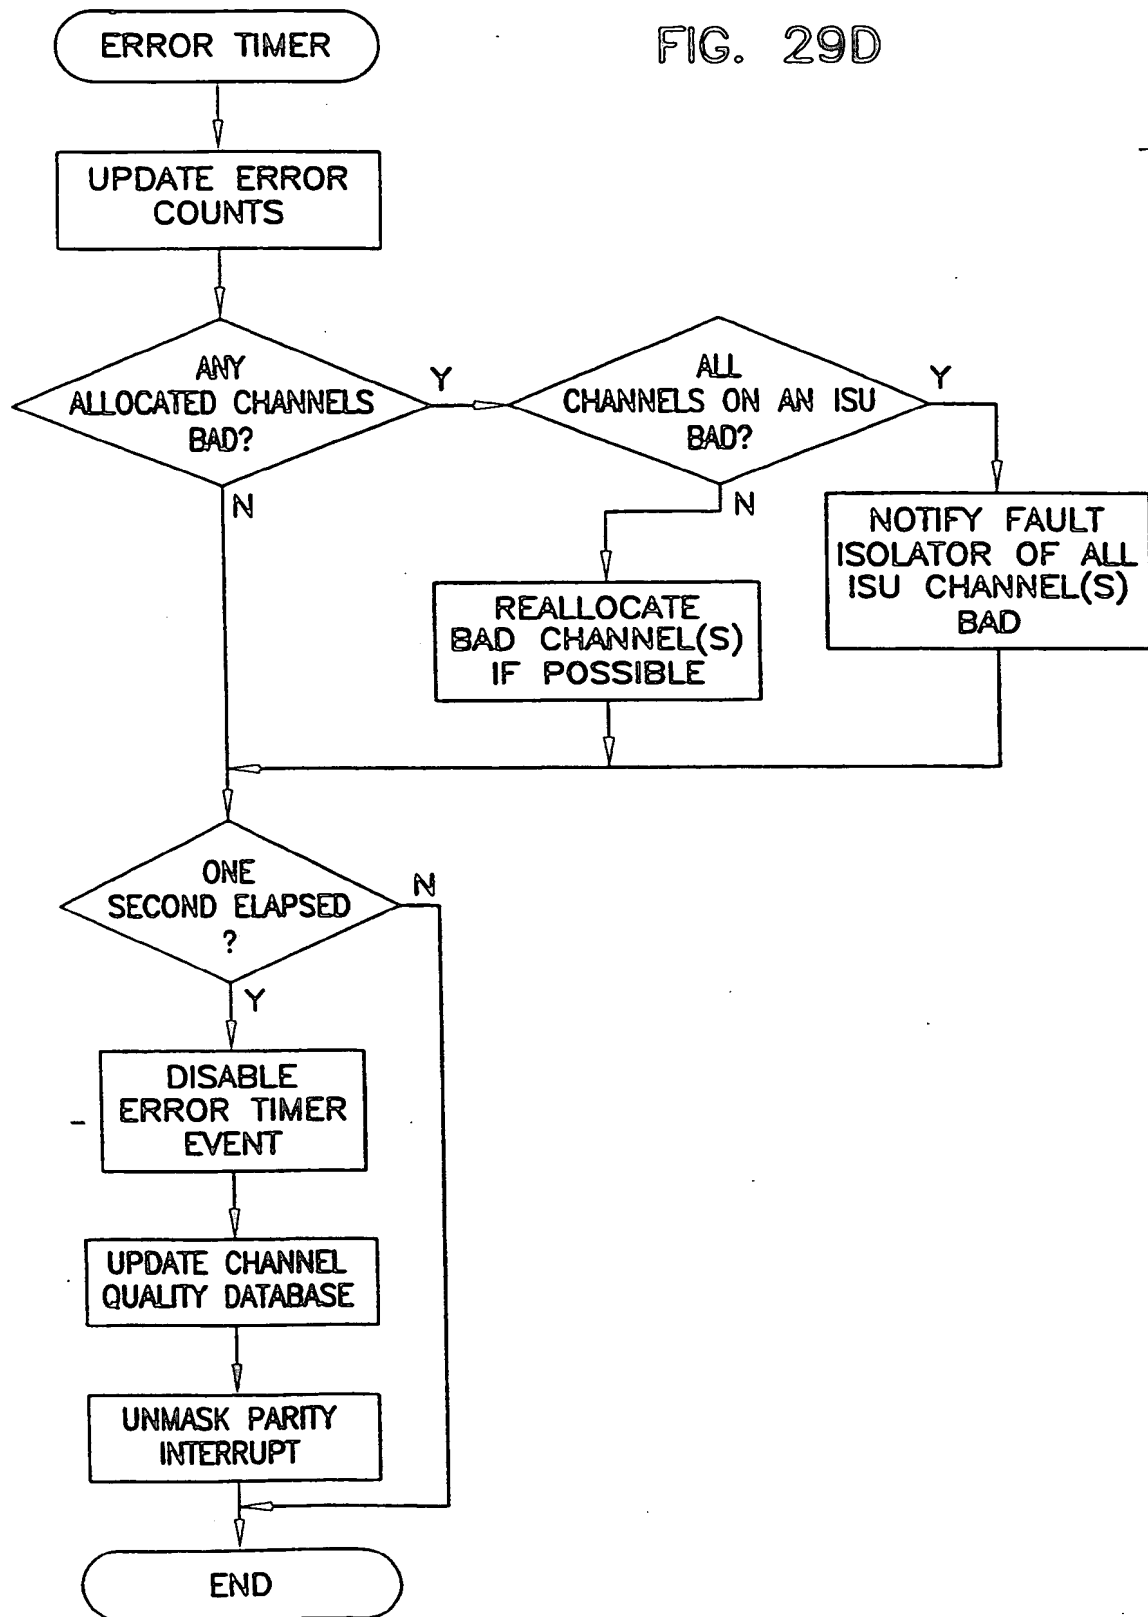 ERROR TIMER
FIG. 29D
UPDATE ERROR
COUNTS
ANY
ALLOCATED CHANNELS
BAD?
Y
N
ALL
CHANNELS ON AN ISU
BAD?
Y
N
NOTIFY FAULT
ISOLATOR OF ALL
ISU CHANNEL(S)
BAD
REALLOCATE
BAD CHANNEL(S)
IF POSSIBLE
ONE
SECOND ELAPSED
?
N
Y
DISABLE
ERROR TIMER
EVENT
UPDATE CHANNEL
QUALITY DATABASE
UNMASK PARITY
INTERRUPT
END